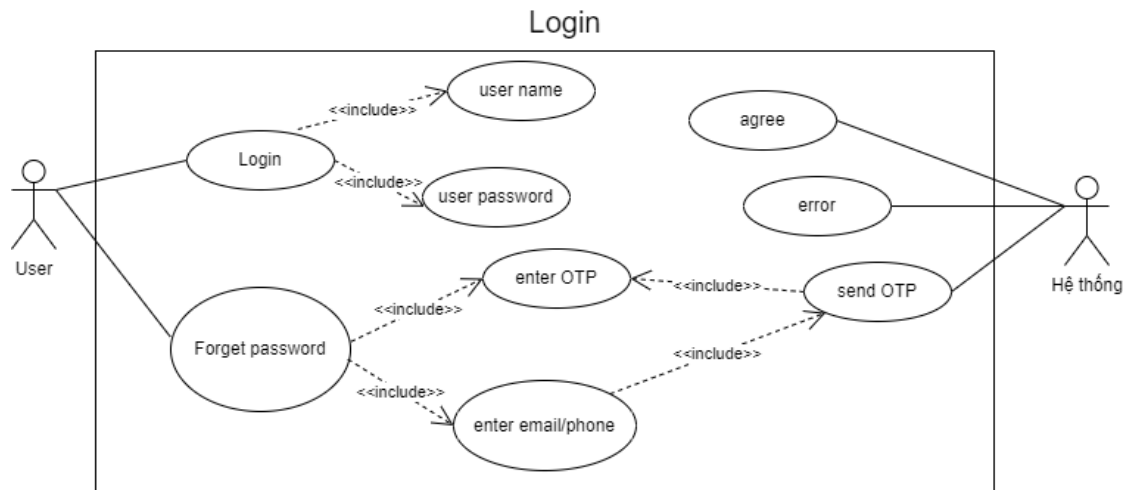 Login
user name
<<include>>
agree
Login
<<include>>
user password
error
User
enter OTP
<<include>>
send OTP
Hệ thống
<<include>>
Forget password
<<include>>
<<include>>
enter email/phone